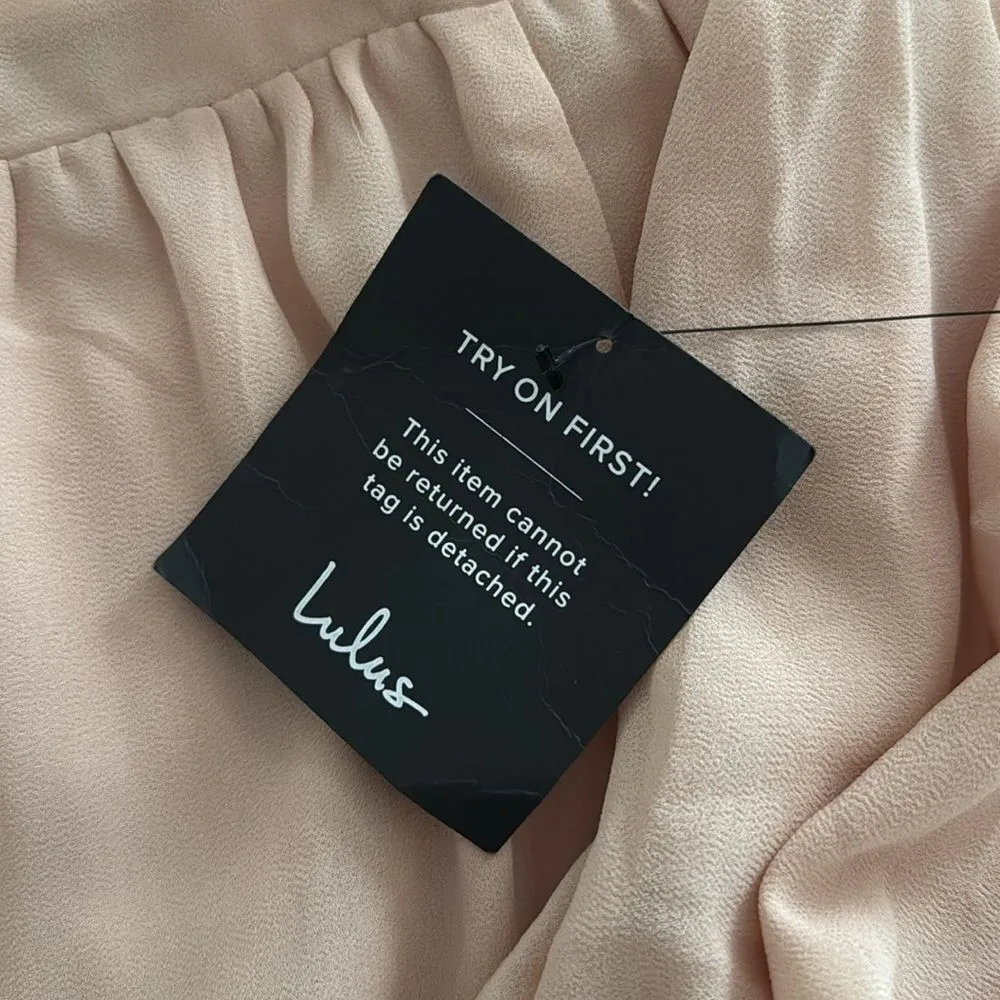 TRY ON FIRST!
This item cannot
be returned if this
tag is detached.
Lulus